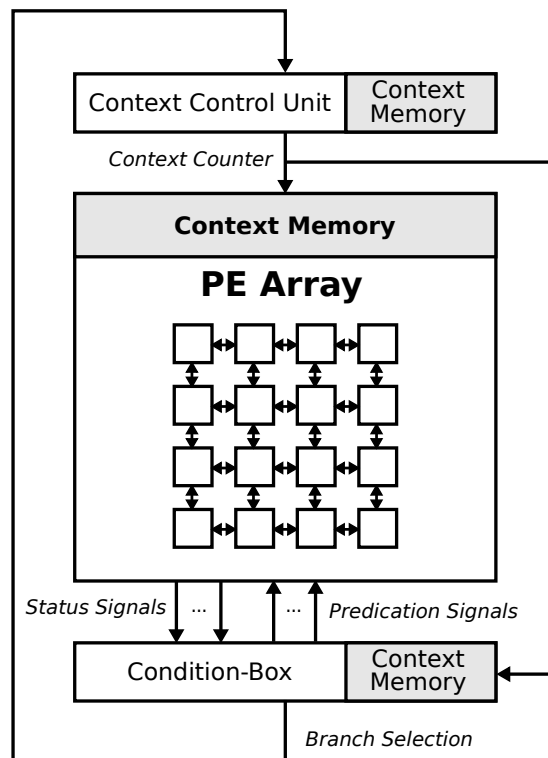 Context Control Unit
Context
Memory
Context Counter
Context Memory
PE Array
Status Signals
...
...
Predication Signals
Condition-Box
Context
Memory
Branch Selection